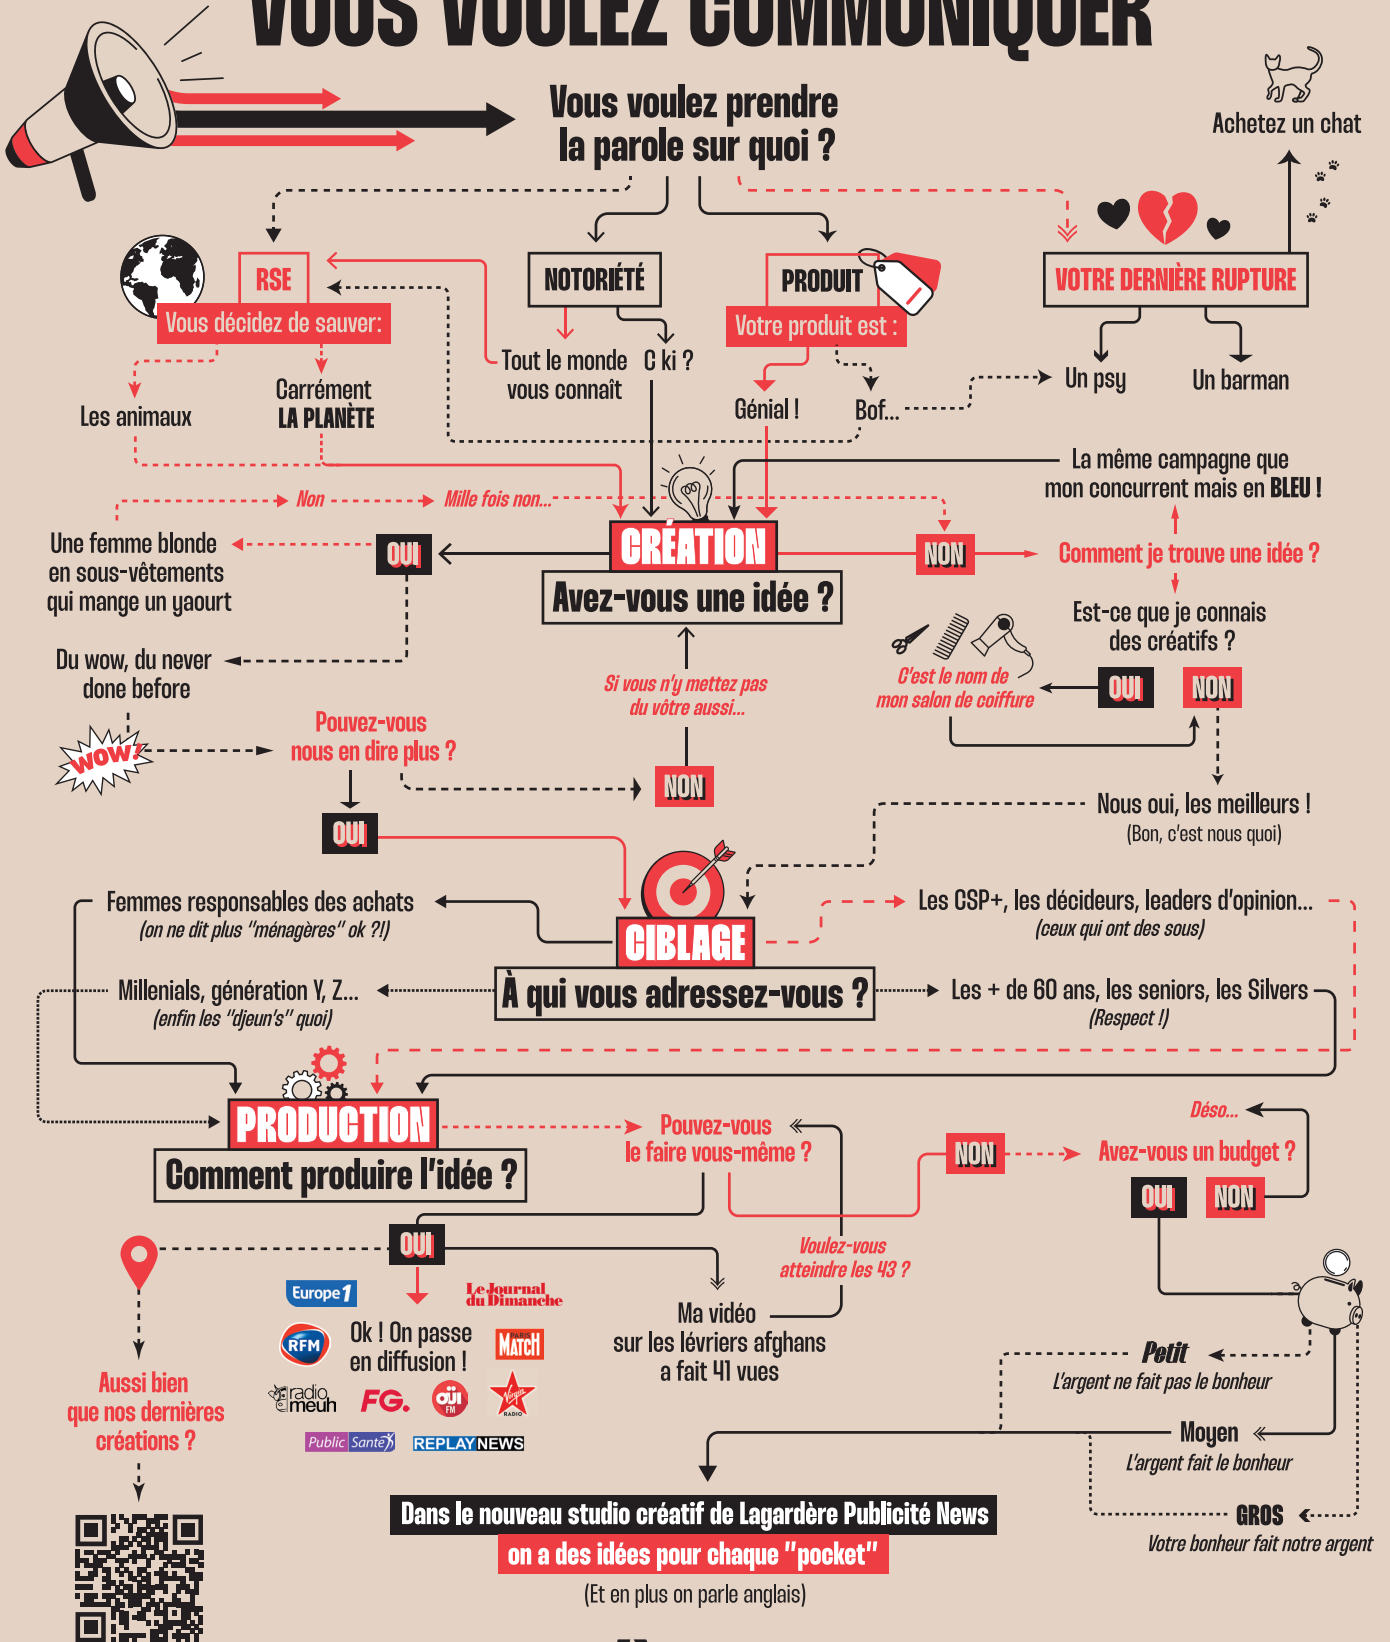 VOUS VOULEZ COMMUNIQUER
Vous voulez prendre
la parole sur quoi ?
Achetez un chat
RSE
Vous décidez de sauver:
NOTORIÉTÉ
PRODUIT
Votre produit est :
VOTRE DERNIÈRE RUPTURE
Tout le monde
vous connaît
C ki ?
Un psy
Un barman
Les animaux
Carrément
LA PLANÈTE
Génial !
Bof...
La même campagne que
mon concurrent mais en BLEU !
Non
Mille fois non...
Une femme blonde
en sous-vêtements
qui mange un yaourt
OUI
CRÉATION
Avez-vous une idée ?
NON
Comment je trouve une idée ?
Est-ce que je connais
des créatifs ?
Du wow, du never
done before
C'est le nom de
mon salon de coiffure
OUI
NON
Si vous n'y mettez pas
du vôtre aussi...
WOW!
Pouvez-vous
nous en dire plus ?
NON
OUI
Nous oui, les meilleurs !
(Bon, c'est nous quoi)
Femmes responsables des achats
(on ne dit plus "ménagères" ok ?!)
CIBLAGE
À qui vous adressez-vous ?
Les CSP+, les décideurs, leaders d'opinion...
(ceux qui ont des sous)
Millenials, génération Y, Z...
(enfin les "djeun's" quoi)
Les + de 60 ans, les seniors, les Silvers
(Respect !)
PRODUCTION
Comment produire l'idée ?
Pouvez-vous
le faire vous-même ?
NON
Déso...
Avez-vous un budget ?
OUI
NON
OUI
Voulez-vous
atteindre les 43 ?
Europe 1
Le Journal
du Dimanche
RFM
Ok ! On passe
en diffusion !
PARIS
MATCH
radio
meuh
FG.
OÜI
FM
Virgin
RADIO
Public Santé
REPLAY NEWS
Ma vidéo
sur les lévriers afghans
a fait 41 vues
Aussi bien
que nos dernières
créations ?
Petit
L'argent ne fait pas le bonheur
Moyen
L'argent fait le bonheur
GROS
Votre bonheur fait notre argent
Dans le nouveau studio créatif de Lagardère Publicité News
on a des idées pour chaque "pocket"
(Et en plus on parle anglais)